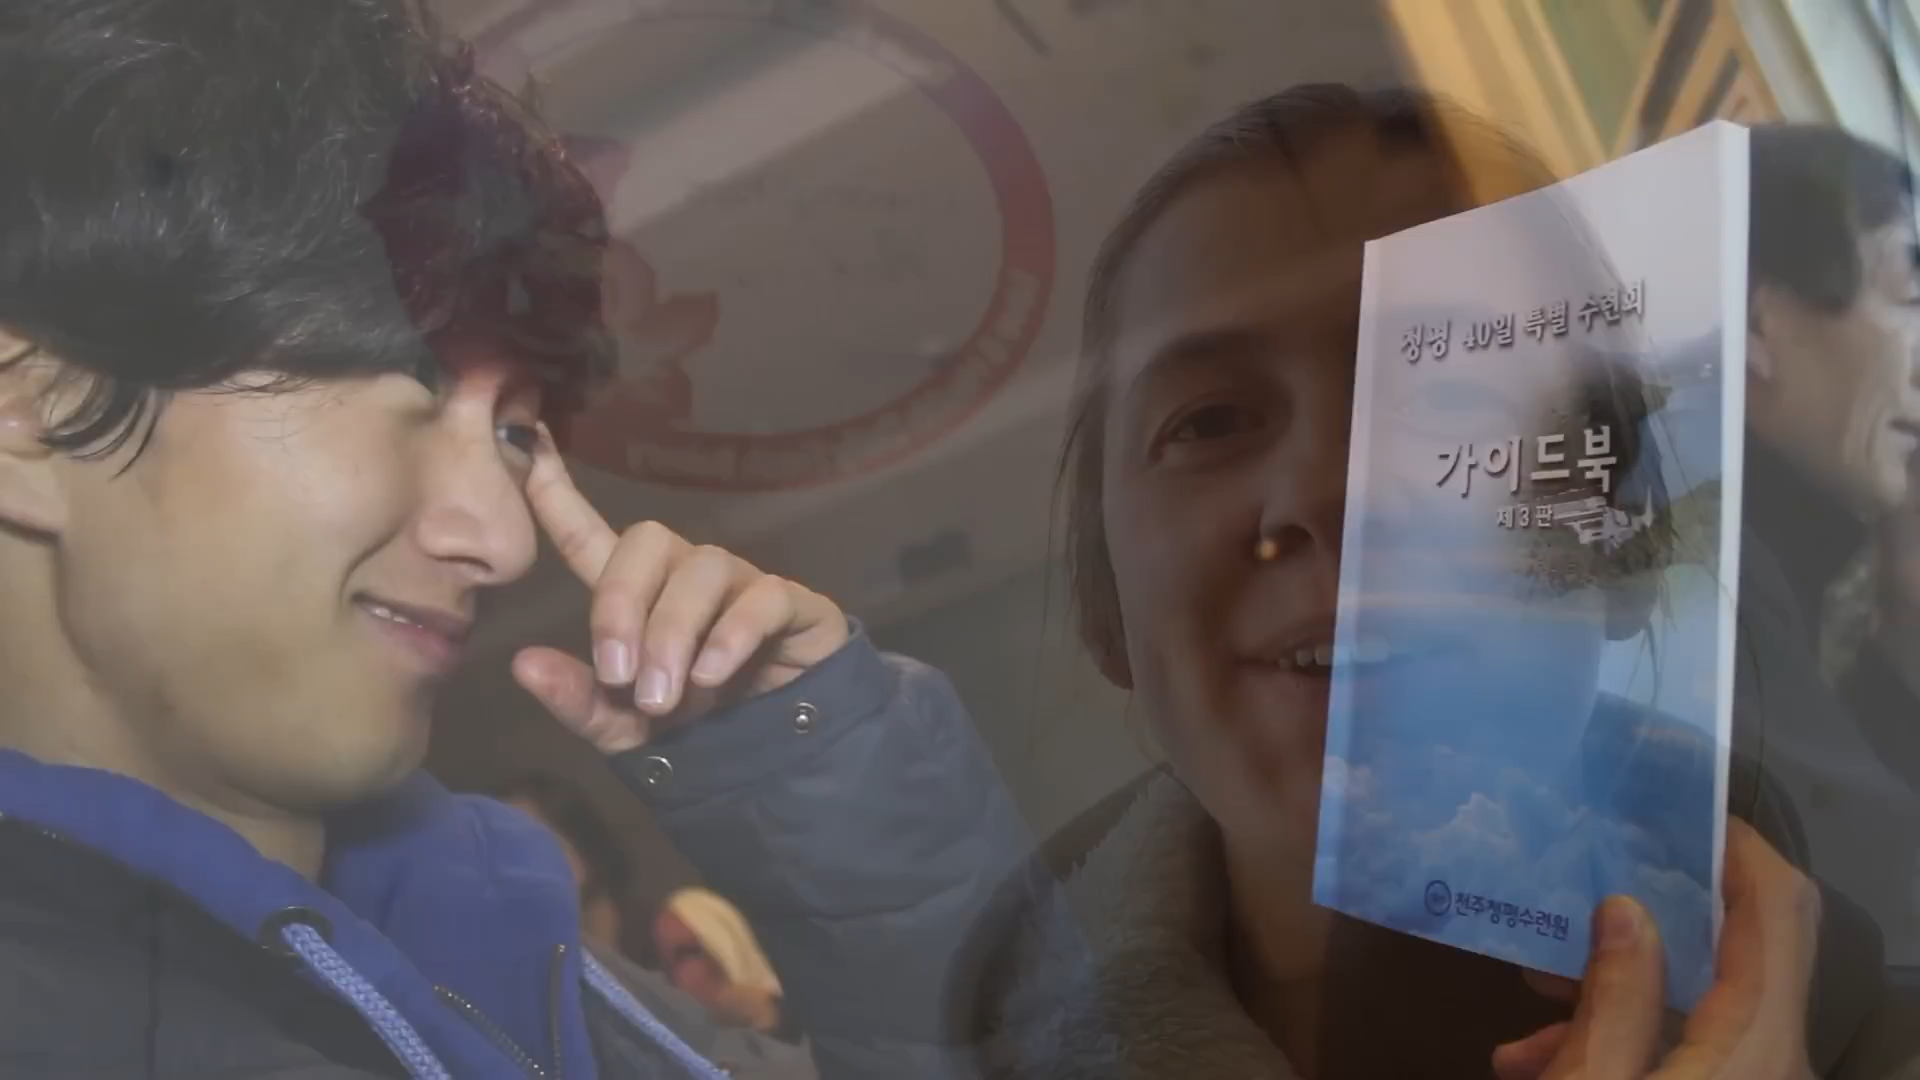 청평 40일 특별 수련회
가이드북
제3판
천주청평수련원